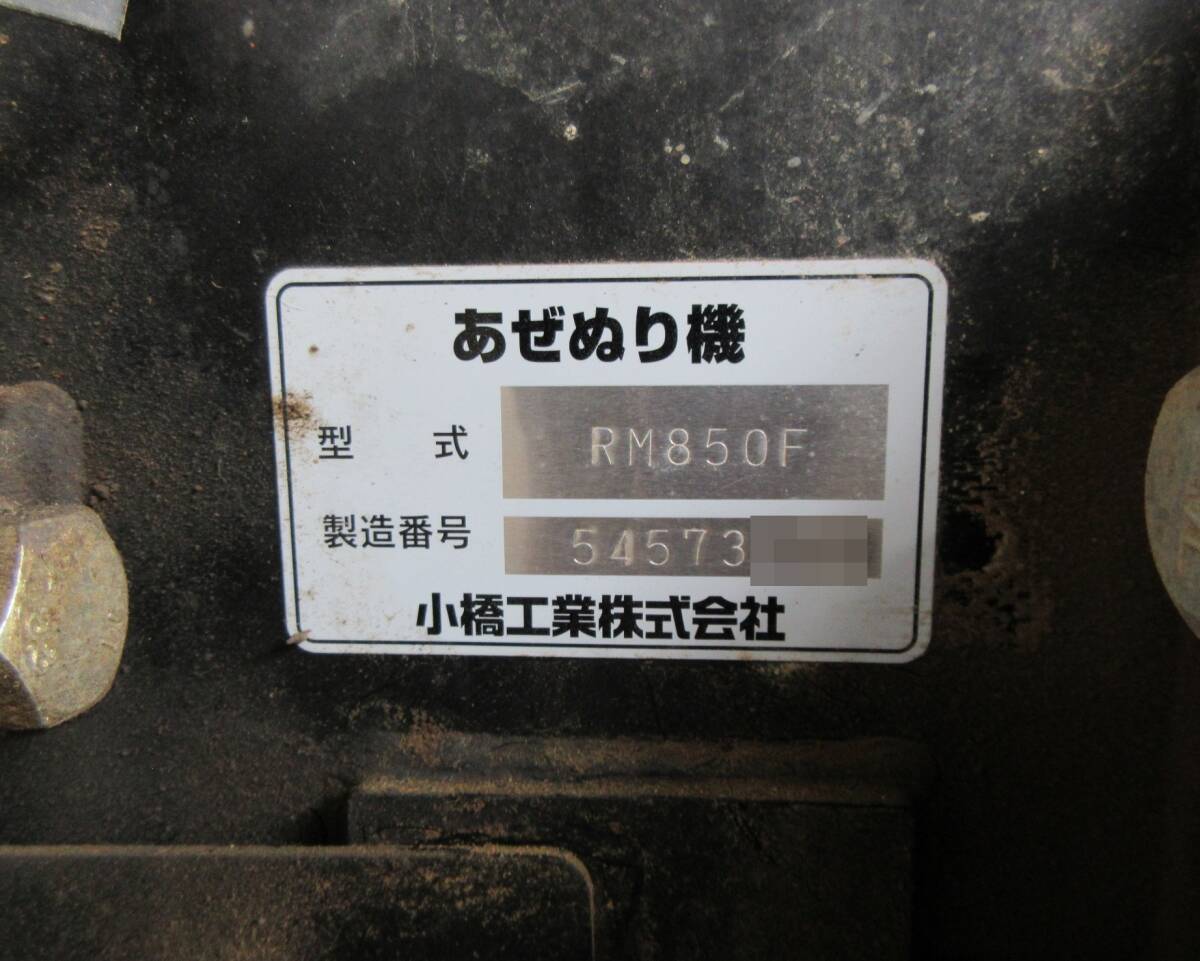 あぜぬり機
型式 RM850F
製造番号 54573
小橋工業株式会社